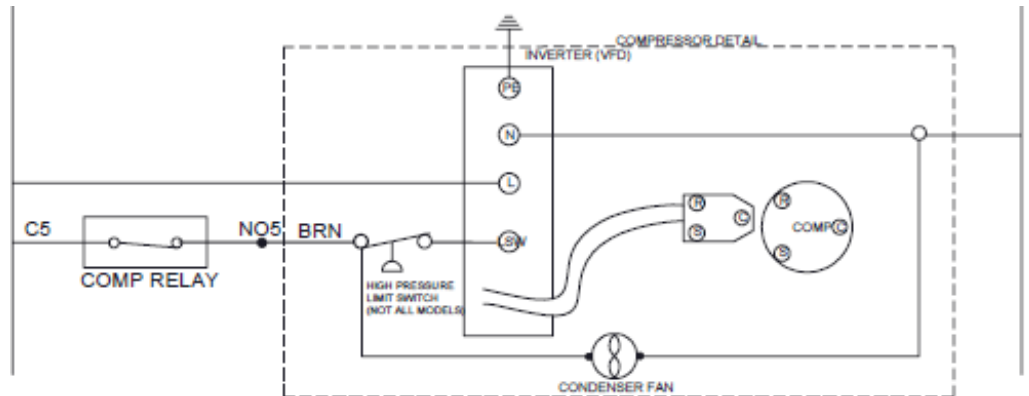 COMPRESSOR DETAIL
INVERTER (VFD)
PE
N
L
R
C
S
R
COMP C
S
C5
NO5
BRN
LSW
COMP RELAY
HIGH PRESSURE
LIMIT SWITCH
(NOT ALL MODELS)
CONDENSER FAN